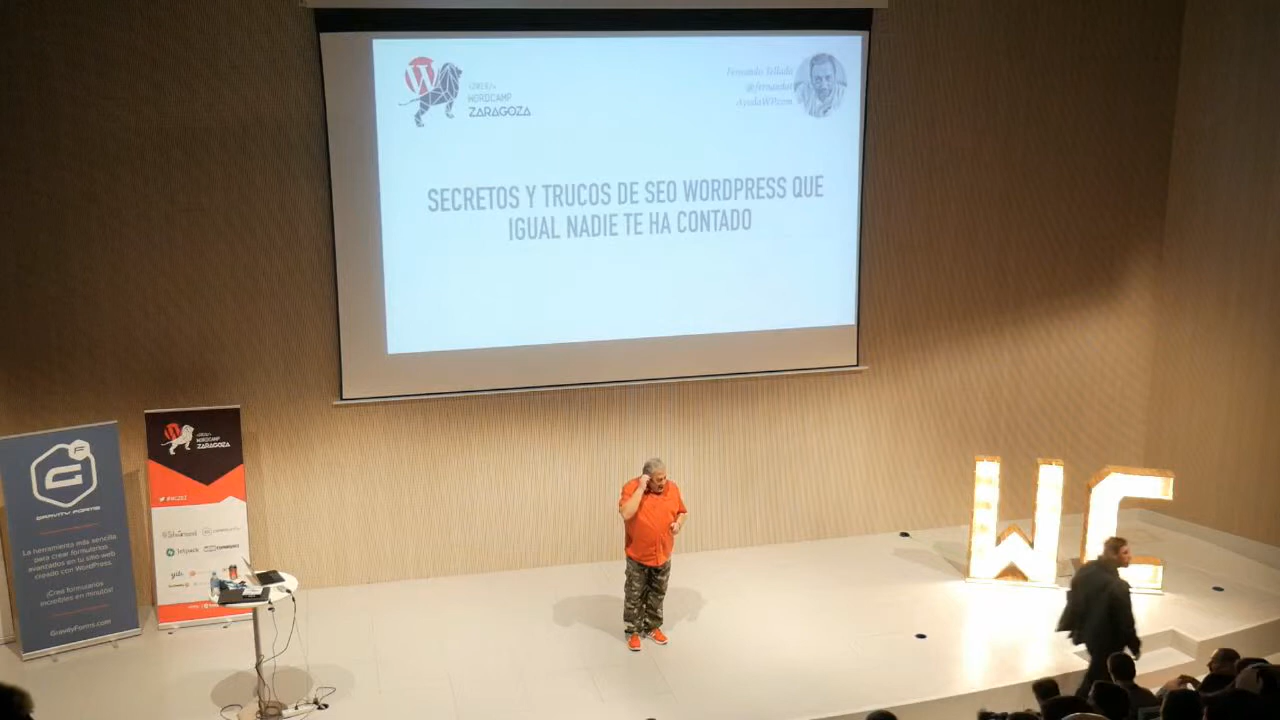 WORDCAMP
ZARAGOZA
Fernando Tellado
@fernandot
AyudaWP.com
SECRETOS Y TRUCOS DE SEO WORDPRESS QUE
IGUAL NADIE TE HA CONTADO
GRAVITY FORMS
La herramienta más sencilla
para crear formularios
avanzados en tu sitio web
creado con WordPress.
¡Crea formularios
increíbles en minutos!
GravityForms.com
WORDCAMP
ZARAGOZA
Jetpack
WC